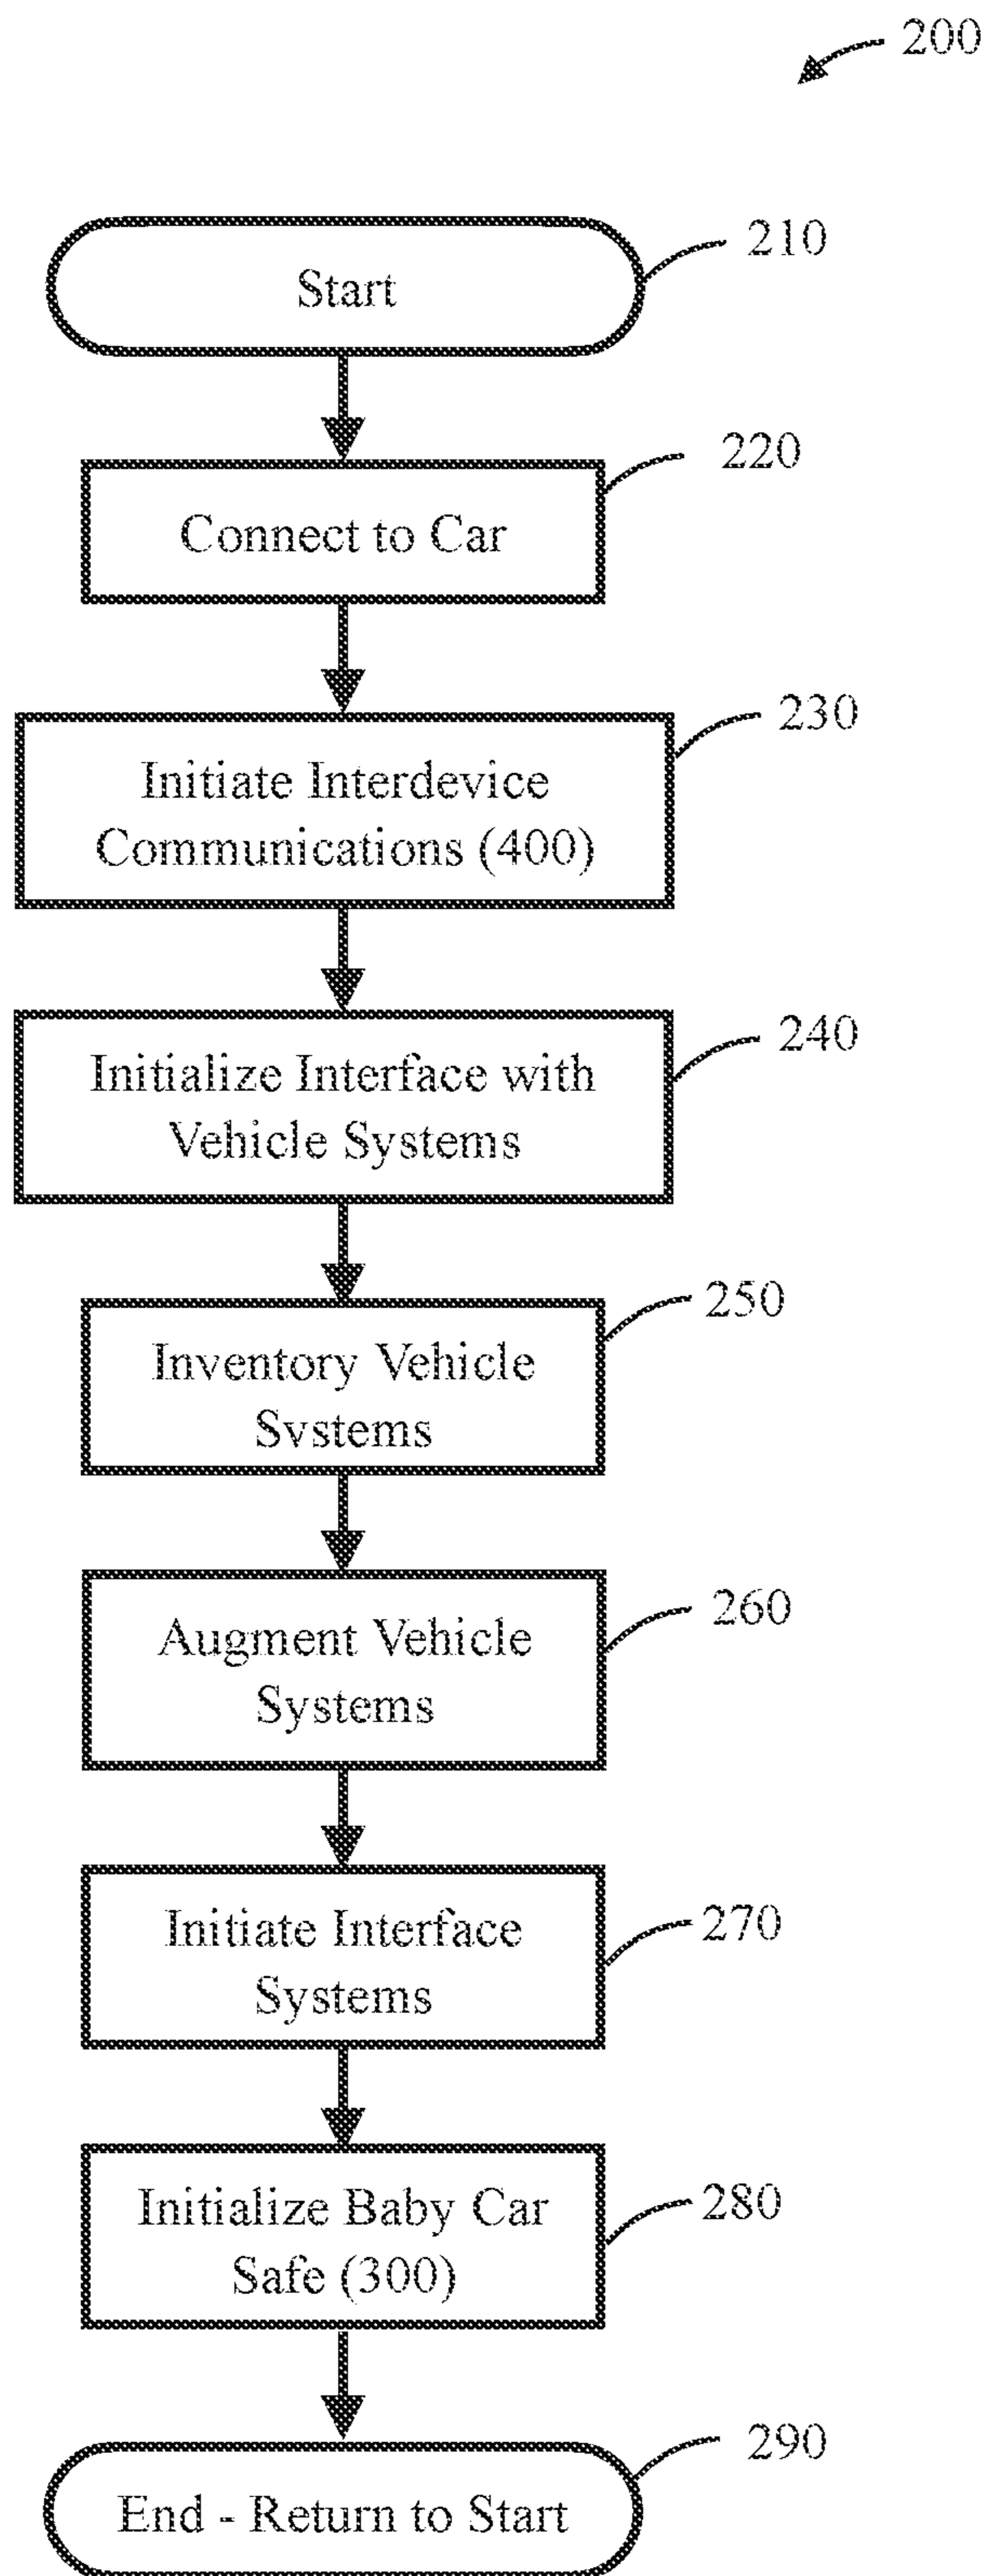 200
Start
210
Connect to Car
220
Initiate Interdevice
Communications (400)
230
Initialize Interface with
Vehicle Systems
240
Inventory Vehicle
Systems
250
Augment Vehicle
Systems
260
Initiate Interface
Systems
270
Initialize Baby Car
Safe (300)
280
End - Return to Start
290